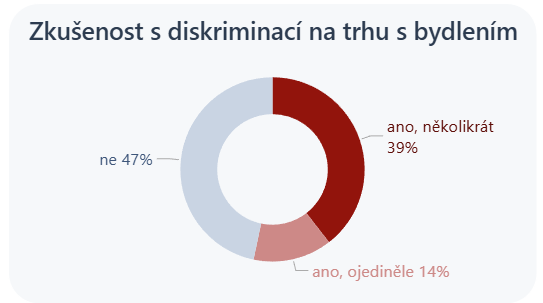 Zkušenost s diskriminací na trhu s bydlením
ano, několikrát
39%
ne 47%
ano, ojediněle 14%